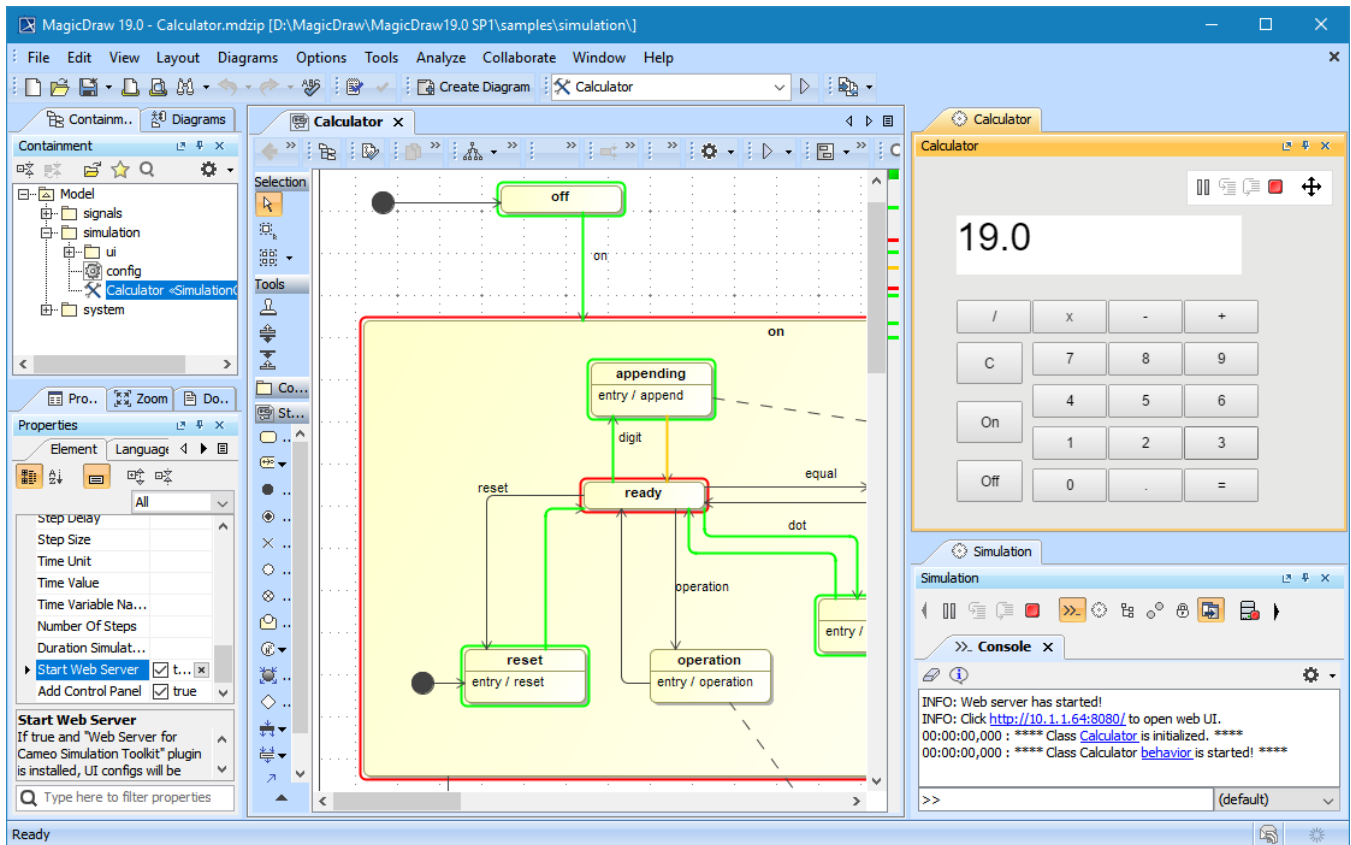 MagicDraw 19.0 - Calculator.mdzip [D:\MagicDraw\MagicDraw19.0 SP1\samples\simulation\]
File Edit View Layout Diagrams Options Tools Analyze Collaborate Window Help
Create Diagram Calculator
Containm.. Diagrams
Containment
Model
signals
simulation
ui
config
Calculator «Simulation
system
Pro.. Zoom Do..
Properties
Element Language
All
Step Delay
Step Size
Time Unit
Time Value
Time Variable Na...
Number Of Steps
Duration Simulat...
Start Web Server t...
Add Control Panel true
Start Web Server
If true and "Web Server for
Cameo Simulation Toolkit" plugin
is installed, UI configs will be
Type here to filter properties
Ready
Calculator
Selection
Tools
Co...
St...
off
on
on
appending
entry / append
digit
ready
equal
reset
dot
operation
entry /
reset
entry / reset
operation
entry / operation
Calculator
Calculator
19.0
/ x - +
C 7 8 9
4 5 6
On
1 2 3
Off 0 . =
Simulation
Simulation
>>_ Console
INFO: Web server has started!
INFO: Click http://10.1.1.64:8080/ to open web UI.
00:00:00,000 : **** Class Calculator is initialized. ****
00:00:00,000 : **** Class Calculator behavior is started! ****
>> (default)